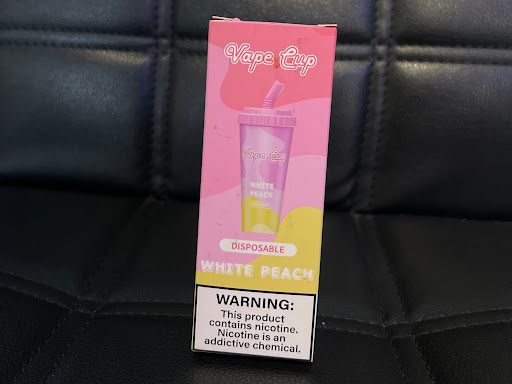 Vape Cup
Vape Cup
WHITE
PEACH
DISPOSABLE
WHITE PEACH
WARNING:
This product
contains nicotine.
Nicotine is an
addictive chemical.